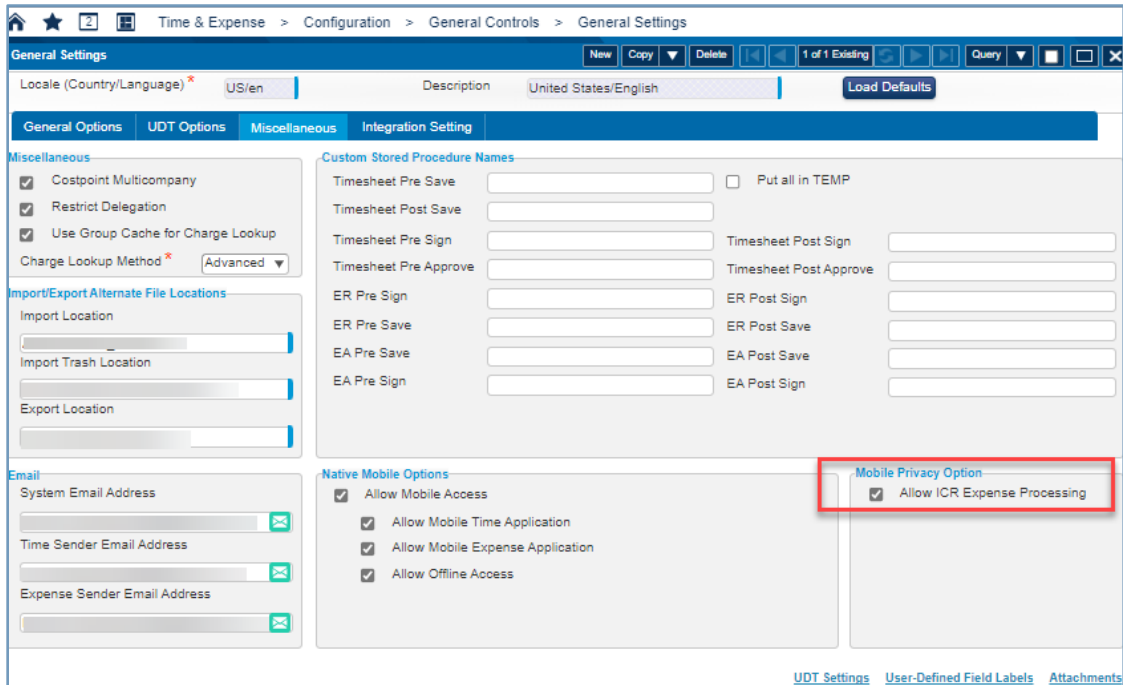 2 Time & Expense > Configuration > General Controls > General Settings
General Settings New Copy Delete 1 of 1 Existing Query
Locale (Country/Language) * US/en Description United States/English Load Defaults
General Options UDT Options Miscellaneous Integration Setting
Miscellaneous
Costpoint Multicompany
Restrict Delegation
Use Group Cache for Charge Lookup
Charge Lookup Method * Advanced
Import/Export Alternate File Locations
Import Location
Import Trash Location
Export Location
Custom Stored Procedure Names
Timesheet Pre Save Put all in TEMP
Timesheet Post Save
Timesheet Pre Sign Timesheet Post Sign
Timesheet Pre Approve Timesheet Post Approve
ER Pre Sign ER Post Sign
ER Pre Save ER Post Save
EA Pre Save EA Post Save
EA Pre Sign EA Post Sign
Email
System Email Address
Time Sender Email Address
Expense Sender Email Address
Native Mobile Options
Allow Mobile Access
Allow Mobile Time Application
Allow Mobile Expense Application
Allow Offline Access
Mobile Privacy Option
Allow ICR Expense Processing
UDT Settings User-Defined Field Labels Attachments